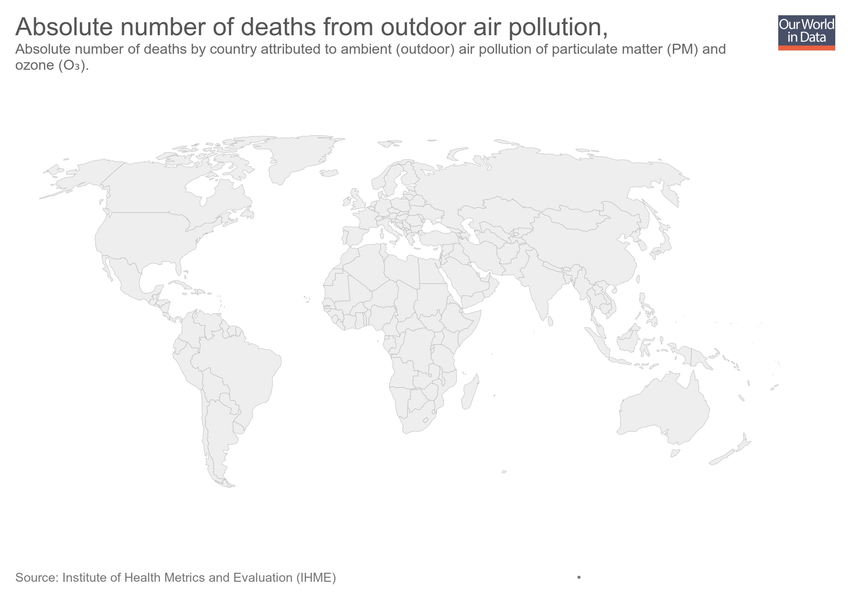 Absolute number of deaths from outdoor air pollution,
Our World
in Data
Absolute number of deaths by country attributed to ambient (outdoor) air pollution of particulate matter (PM) and
ozone (O₃).
Source: Institute of Health Metrics and Evaluation (IHME)